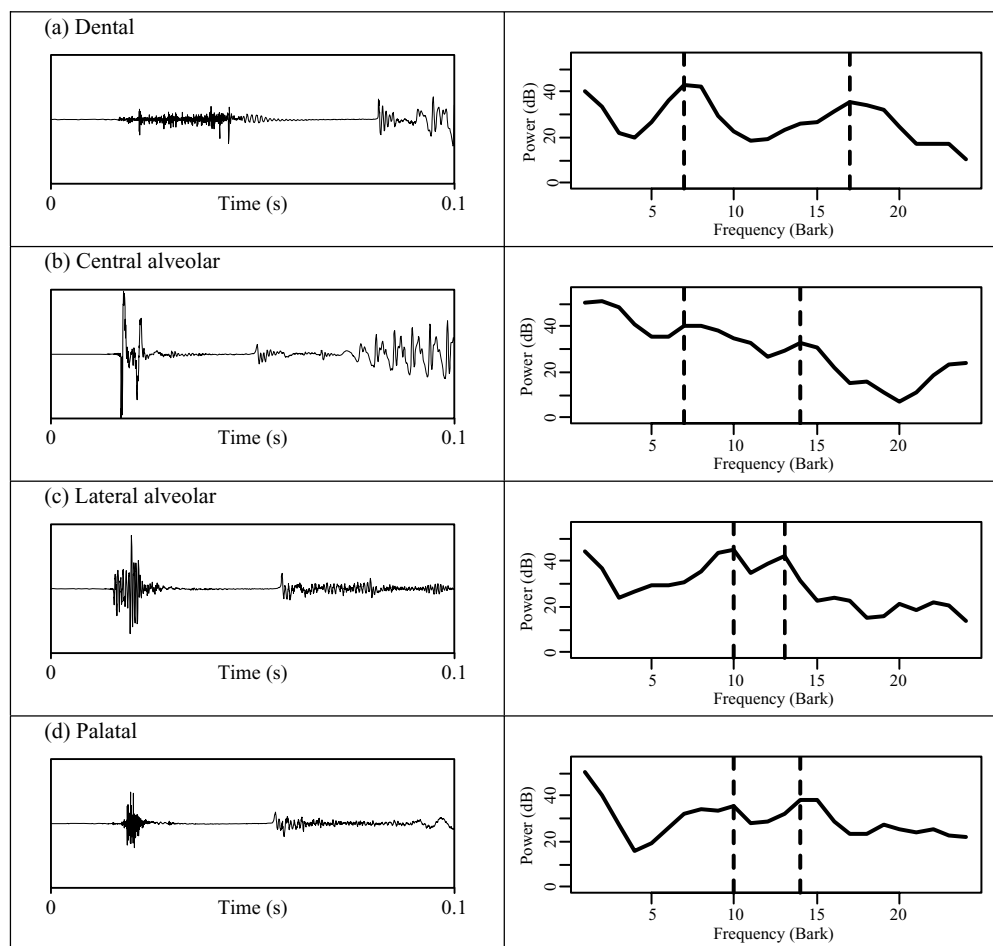 (a) Dental
0
Time (s)
0.1
Power (dB)
0
20
40
5
10
15
20
Frequency (Bark)
(b) Central alveolar
0
Time (s)
0.1
Power (dB)
0
20
40
5
10
15
20
Frequency (Bark)
(c) Lateral alveolar
0
Time (s)
0.1
Power (dB)
0
20
40
5
10
15
20
Frequency (Bark)
(d) Palatal
0
Time (s)
0.1
Power (dB)
0
20
40
5
10
15
20
Frequency (Bark)